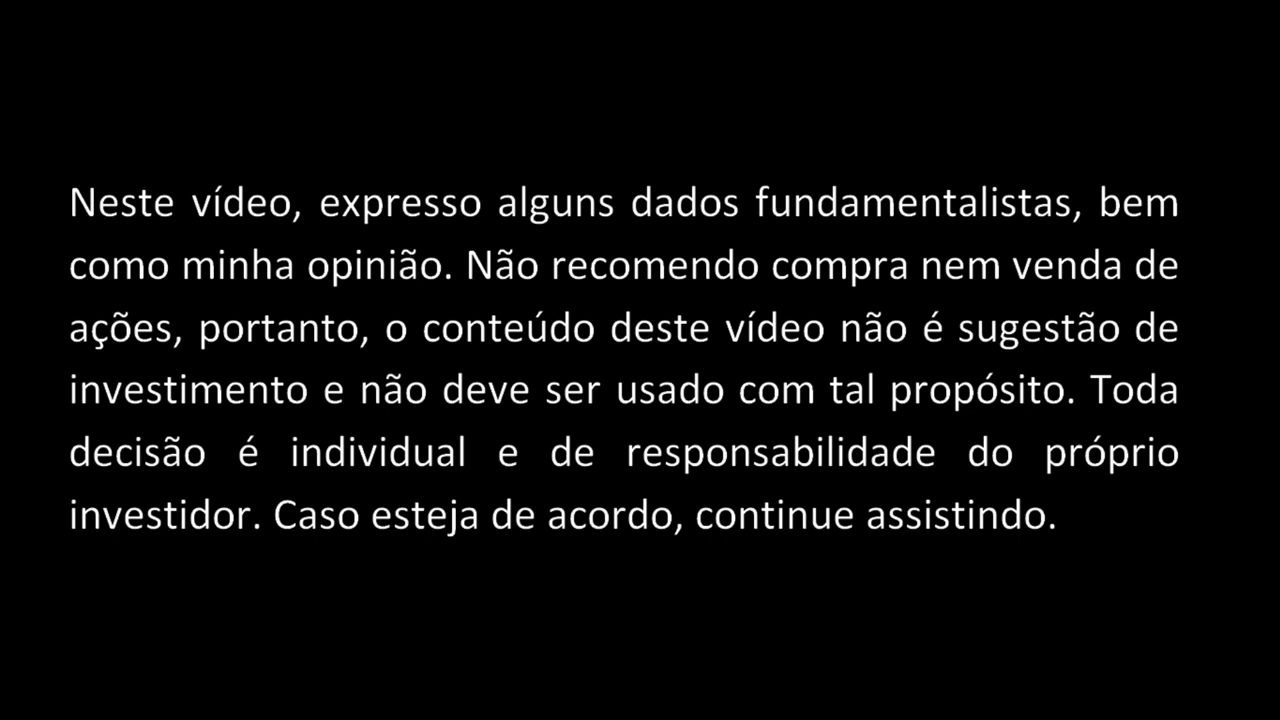 Neste vídeo, expresso alguns dados fundamentalistas, bem
como minha opinião. Não recomendo compra nem venda de
ações, portanto, o conteúdo deste vídeo não é sugestão de
investimento e não deve ser usado com tal propósito. Toda
decisão é individual e de responsabilidade do próprio
investidor. Caso esteja de acordo, continue assistindo.